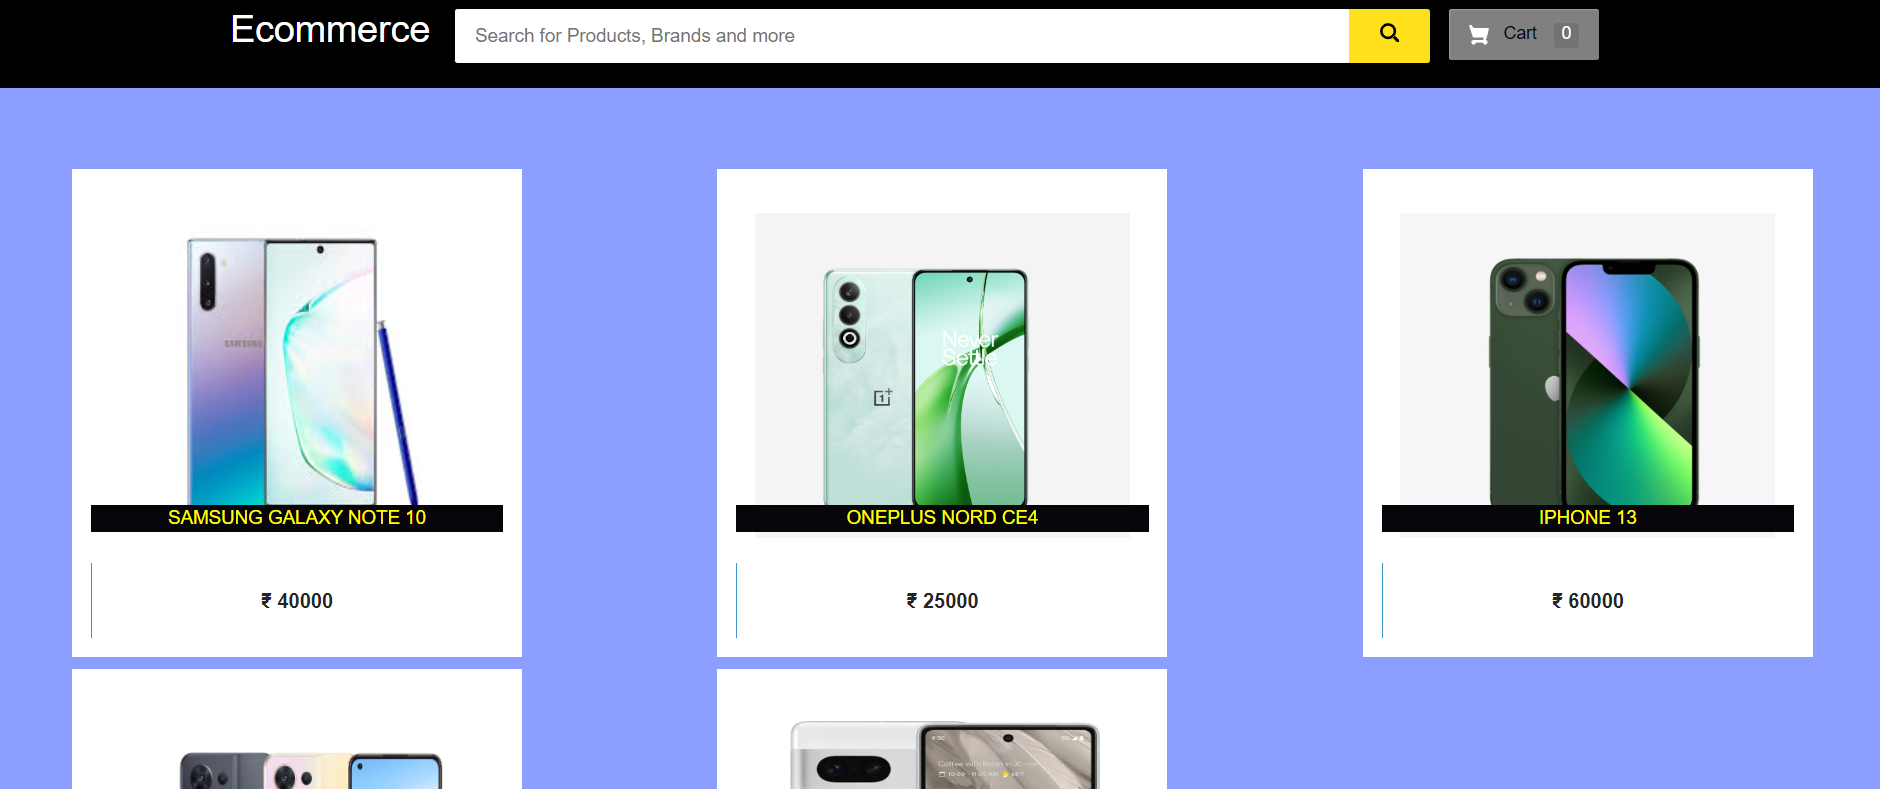 Ecommerce
Search for Products, Brands and more
Cart 0
SAMSUNG
Never
Settle
1+
SAMSUNG GALAXY NOTE 10
ONEPLUS NORD CE4
IPHONE 13
₹ 40000
₹ 25000
₹ 60000